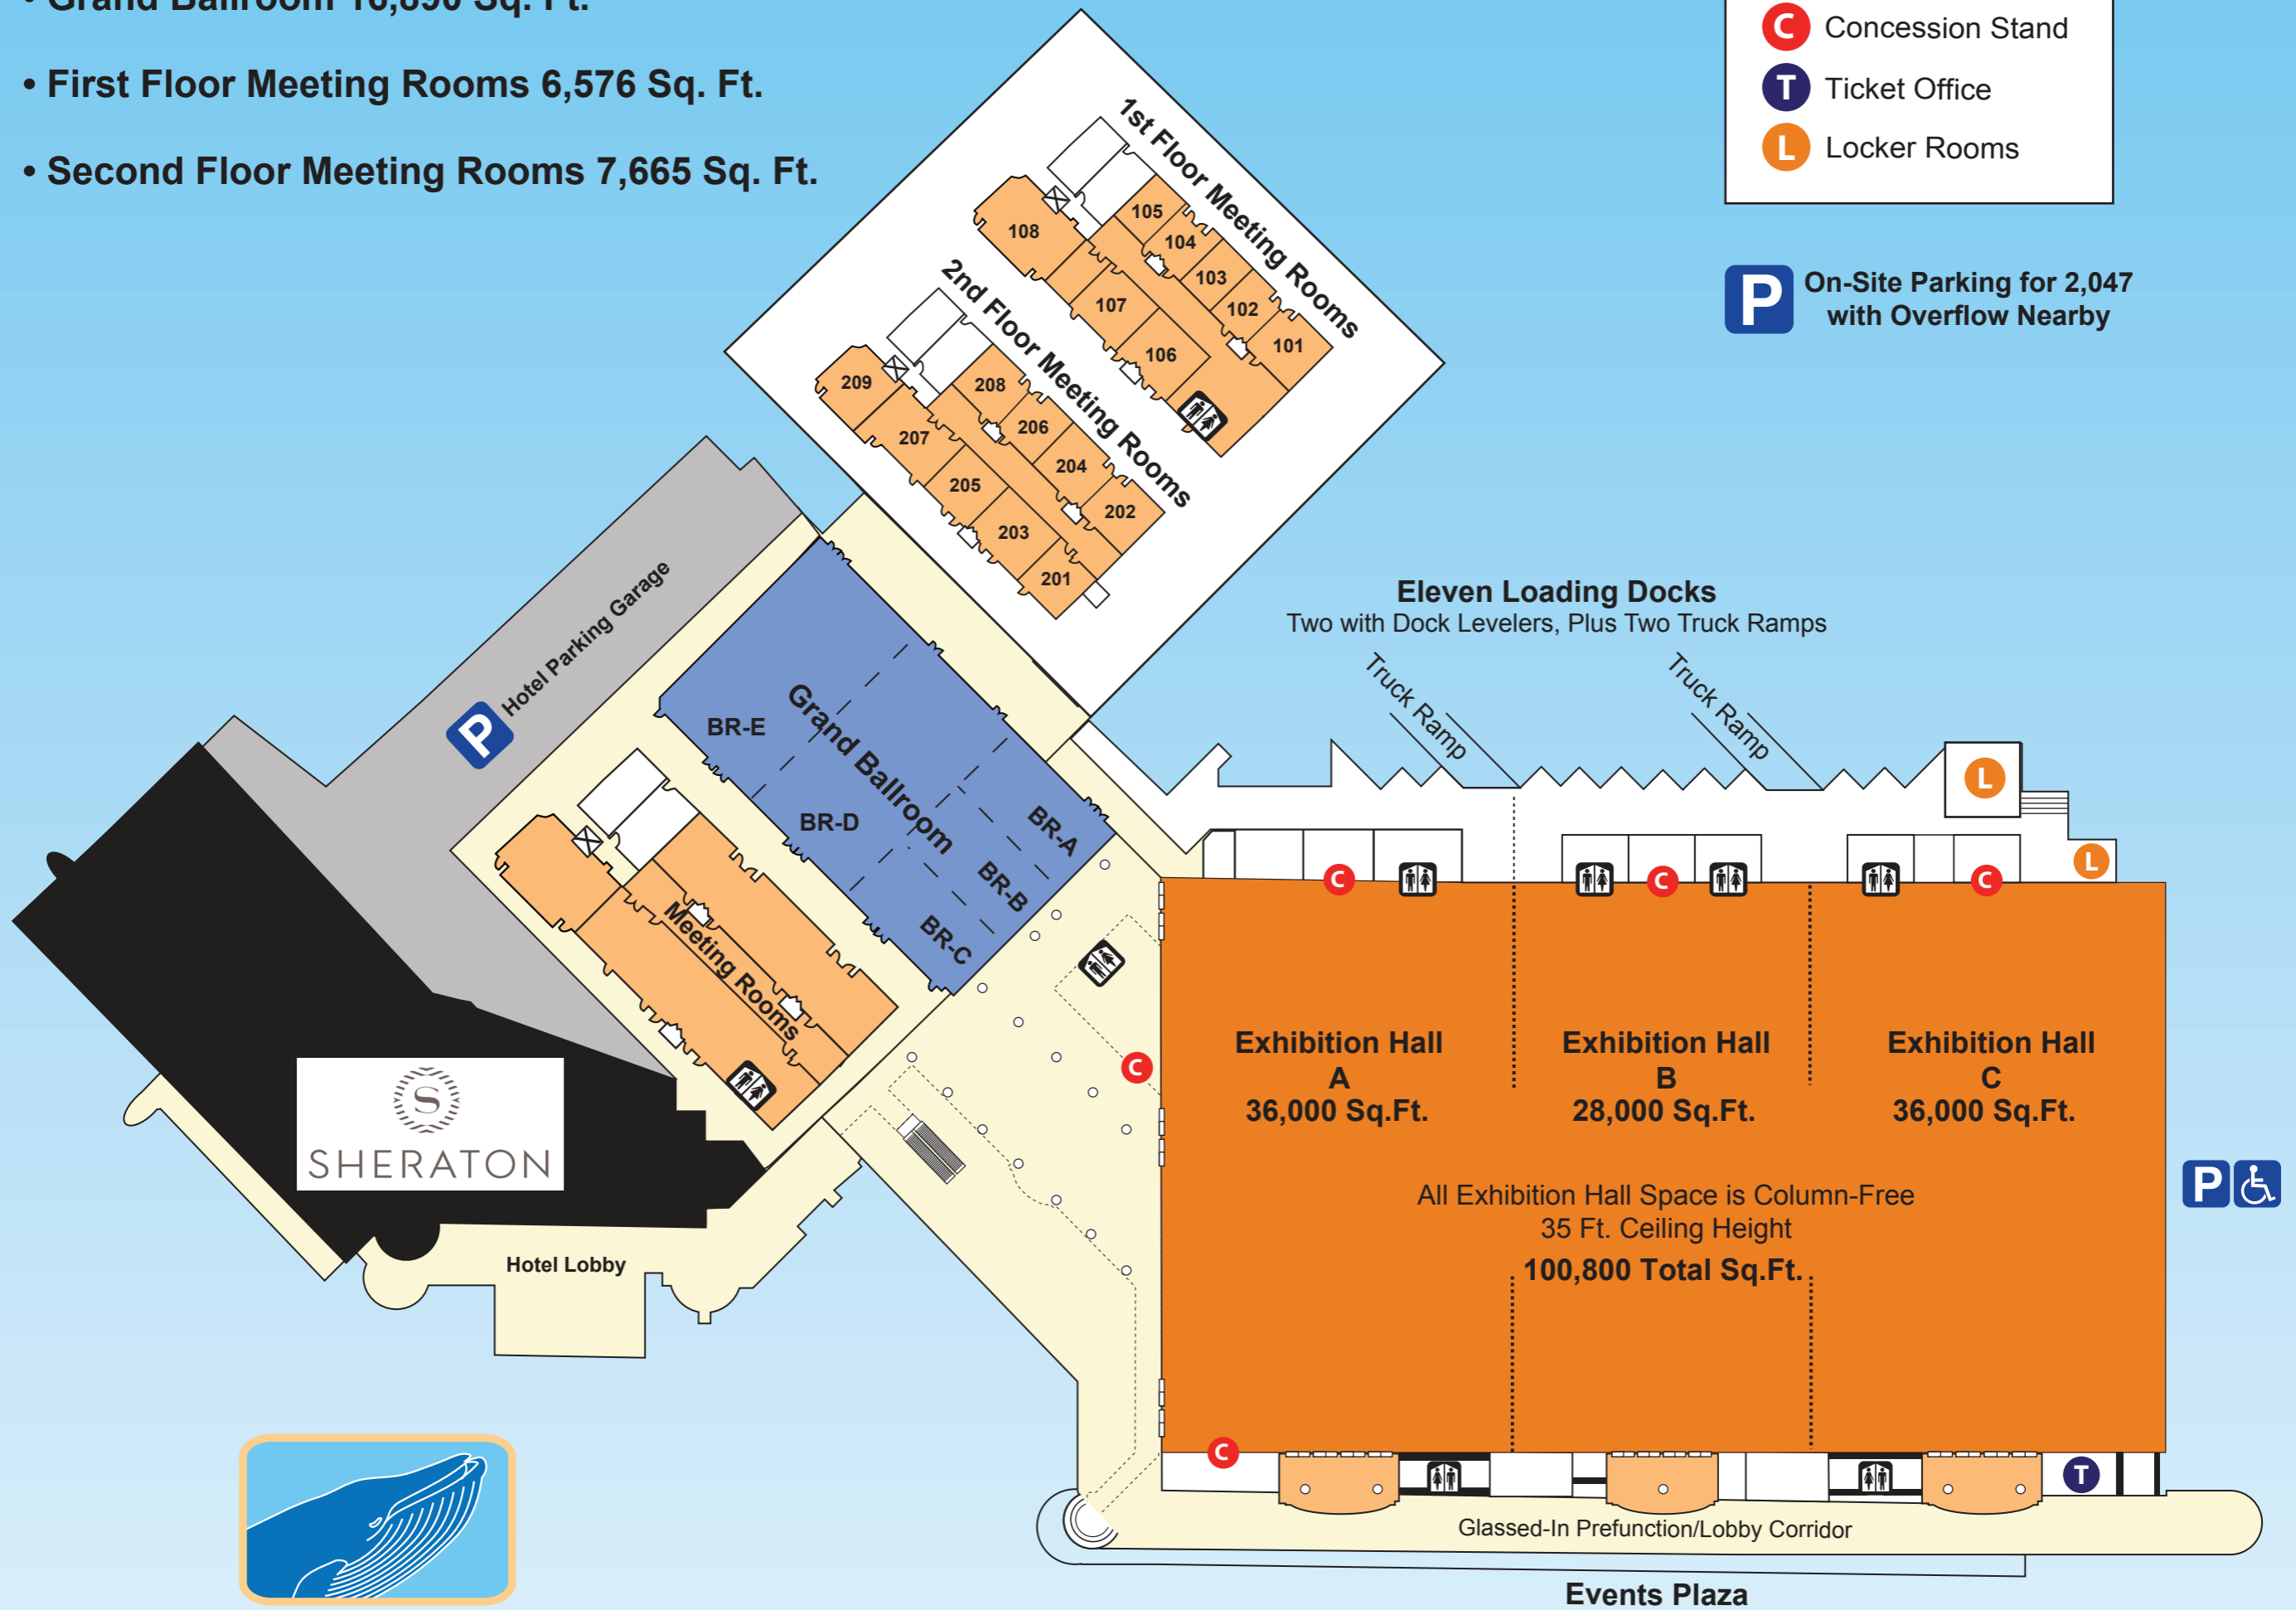 • Grand Ballroom 16,890 Sq. Ft.
• First Floor Meeting Rooms 6,576 Sq. Ft.
• Second Floor Meeting Rooms 7,665 Sq. Ft.
C Concession Stand
T Ticket Office
L Locker Rooms
P On-Site Parking for 2,047
with Overflow Nearby
1st Floor Meeting Rooms
105
104
103
102
101
108
107
106
2nd Floor Meeting Rooms
209
208
207
206
205
204
203
202
201
Eleven Loading Docks
Two with Dock Levelers, Plus Two Truck Ramps
Truck Ramp
Truck Ramp
P Hotel Parking Garage
Grand Ballroom
BR-E
BR-D
BR-A
BR-B
BR-C
Meeting Rooms
L
L
C
C
C
C
Exhibition Hall
A
36,000 Sq.Ft.
Exhibition Hall
B
28,000 Sq.Ft.
Exhibition Hall
C
36,000 Sq.Ft.
All Exhibition Hall Space is Column-Free
35 Ft. Ceiling Height
100,800 Total Sq.Ft.
P
S
SHERATON
Hotel Lobby
C
T
Glassed-In Prefunction/Lobby Corridor
Events Plaza